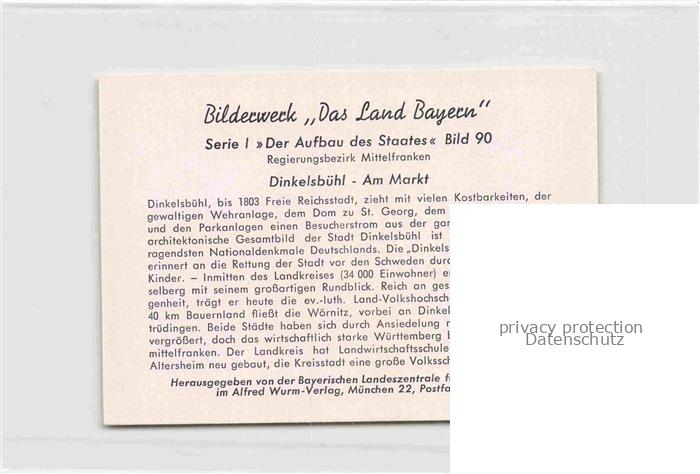 Bilderwerk „Das Land Bayern"
Serie I »Der Aufbau des Staates« Bild 90
Regierungsbezirk Mittelfranken
Dinkelsbühl - Am Markt
Dinkelsbühl, bis 1803 Freie Reichsstadt, zieht mit vielen Kostbarkeiten, der
gewaltigen Wehranlage, dem Dom zu St. Georg, dem
und den Parkanlagen einen Besucherstrom aus der
architektonische Gesamtbild der Stadt Dinkelsbühl ist
ragendsten Nationaldenkmale Deutschlands. Die „Dinkels
erinnert an die Rettung der Stadt vor den Schweden
Kinder. – Inmitten des Landkreises (34 000 Einwohner)
selberg mit seinem großartigen Rundblick. Reich an
genheit, trägt er heute die ev.-luth. Land-Volkshochsch
40 km Bauernland fließt die Wörnitz, vorbei an Dinkel
trüdingen. Beide Städte haben sich durch Ansiedelung
vergrößert, doch das wirtschaftlich starke Württemberg
mittelfranken. Der Landkreis hat Landwirtschaftsschule
Altersheim neu gebaut, die Kreisstadt eine große Volkssch
Herausgegeben von der Bayerischen Landeszentrale
im Alfred Wurm-Verlag, München 22, Postfa
privacy protection
Datenschutz